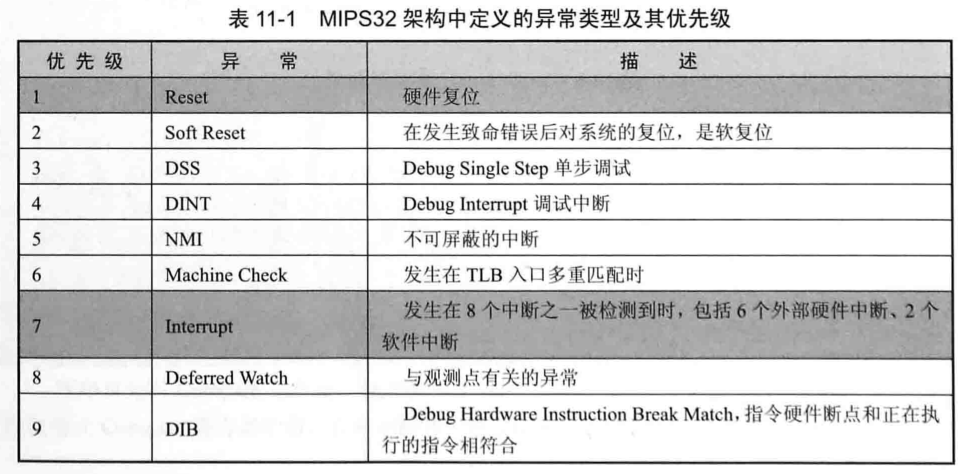 表 11-1 MIPS32 架构中定义的异常类型及其优先级
优 先 级 异 常 描 述
1 Reset 硬件复位
2 Soft Reset 在发生致命错误后对系统的复位，是软复位
3 DSS Debug Single Step 单步调试
4 DINT Debug Interrupt 调试中断
5 NMI 不可屏蔽的中断
6 Machine Check 发生在 TLB 入口多重匹配时
7 Interrupt 发生在 8 个中断之一被检测到时，包括 6 个外部硬件中断、2 个
软件中断
8 Deferred Watch 与观测点有关的异常
9 DIB Debug Hardware Instruction Break Match，指令硬件断点和正在执
行的指令相符合